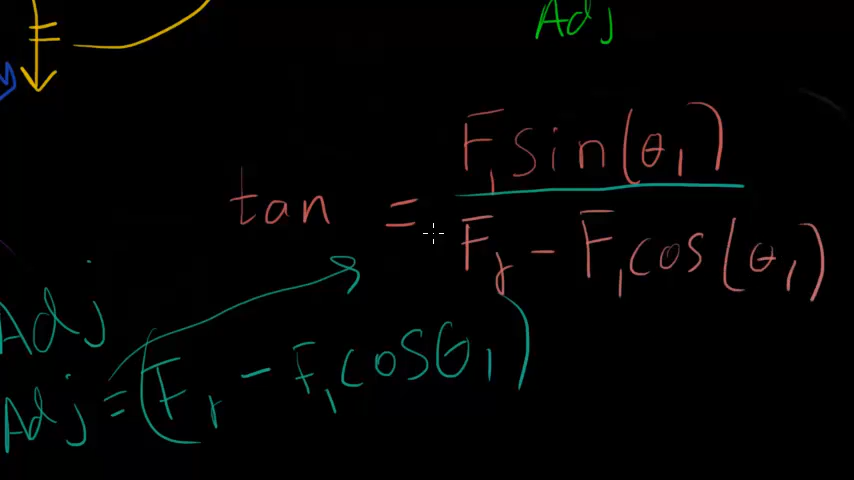 Adj
tan = F₁sin(θ₁) / Fᵣ - F₁cos(θ₁)
Adj
Adj = (Fᵣ - F₁cosθ₁)